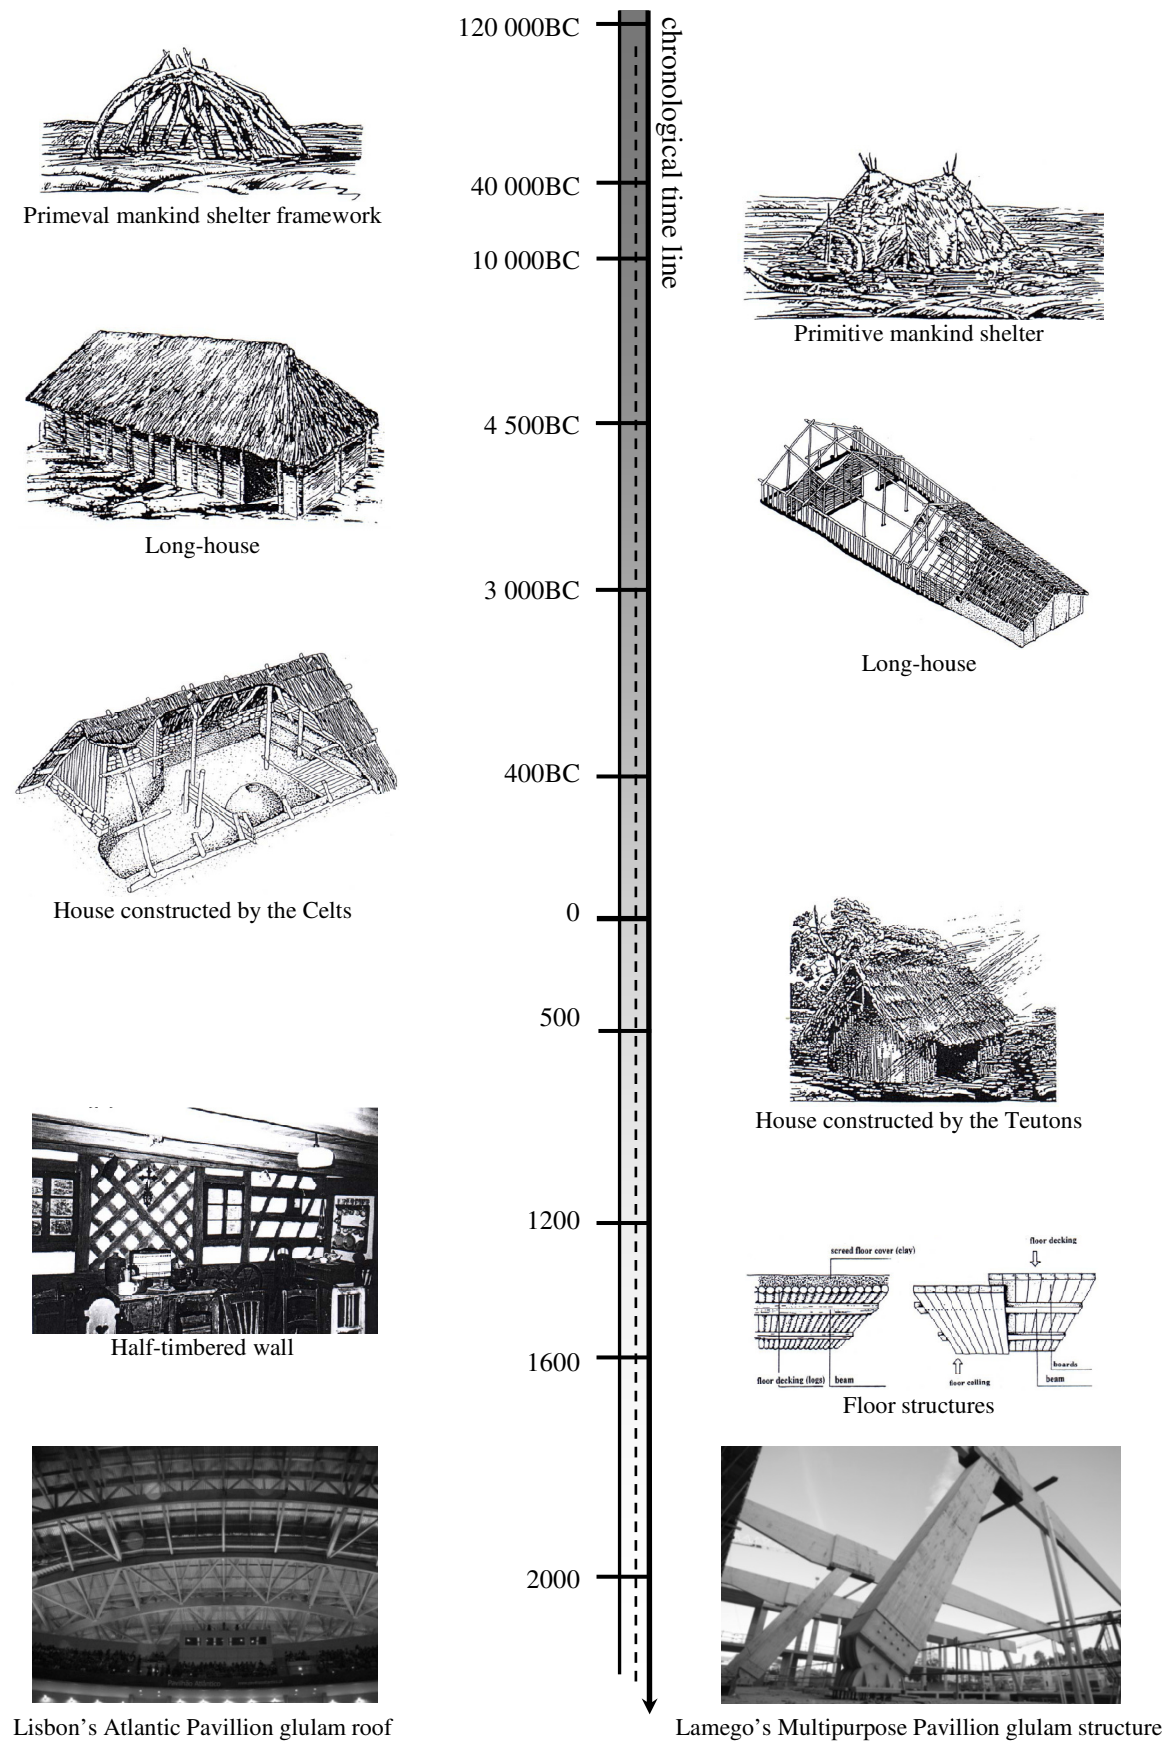 120 000BC
chronological time line
Primeval mankind shelter framework
40 000BC
10 000BC
Primitive mankind shelter
4 500BC
Long-house
3 000BC
Long-house
400BC
House constructed by the Celts
0
500
House constructed by the Teutons
1200
floor decking
screed floor cover (clay)
Half-timbered wall
1600
boards
floor decking (logs)
beam
floor ceiling
beam
Floor structures
2000
Lisbon's Atlantic Pavillion glulam roof
Lamego's Multipurpose Pavillion glulam structure